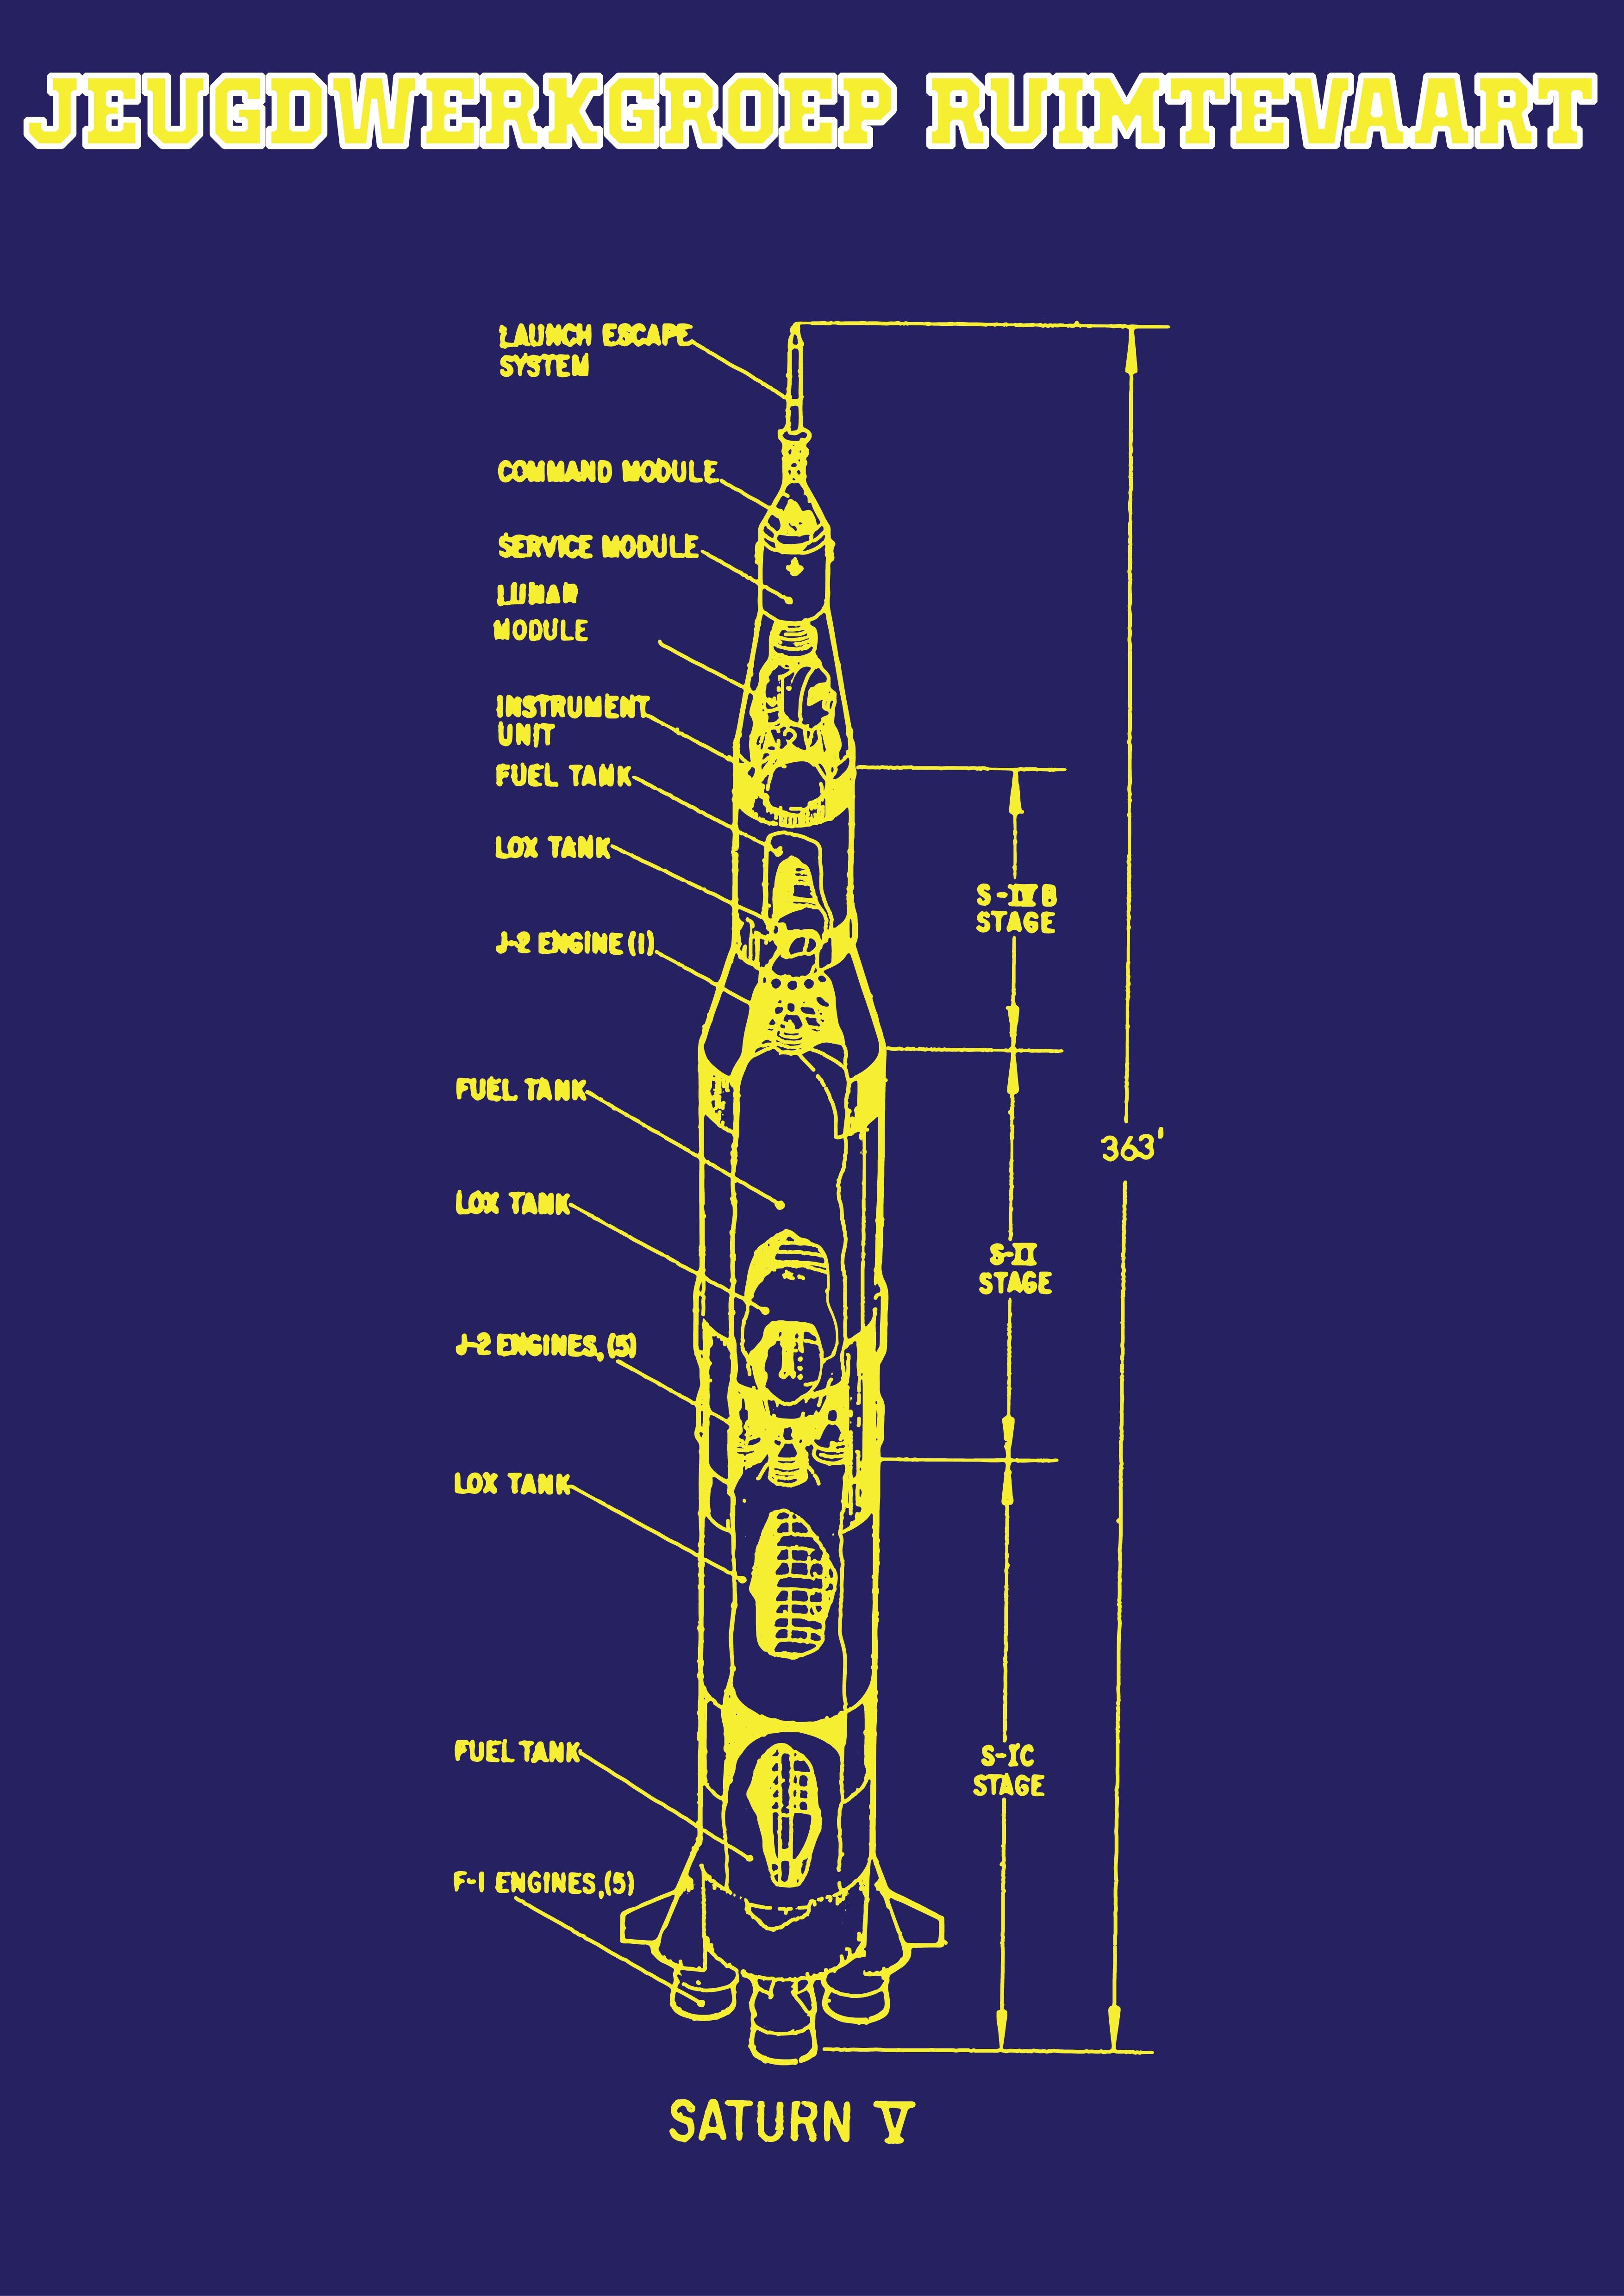 JEUGDWERKGROEP RUIMTEVAART
LAUNCH ESCAPE
SYSTEM
COMMAND MODULE
SERVICE MODULE
LUNAR
MODULE
INSTRUMENT
UNIT
FUEL TANK
LOX TANK
J-2 ENGINE (1)
S-IVB
STAGE
FUEL TANK
363'
LOX TANK
S-II
STAGE
J-2 ENGINES, (5)
LOX TANK
FUEL TANK
S-IC
STAGE
F-1 ENGINES, (5)
SATURN V